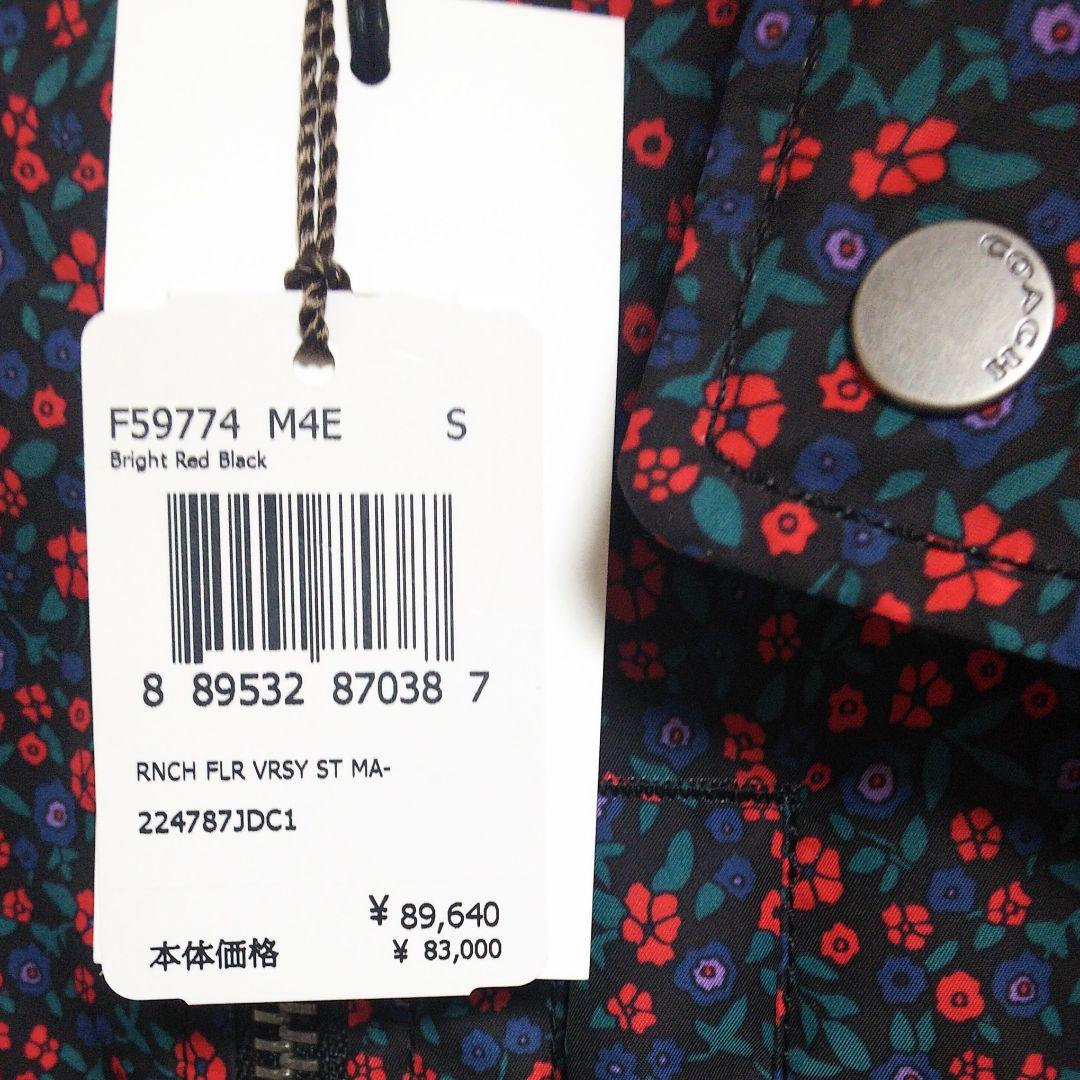 F59774 M4E S
Bright Red Black
8 89532 87038 7
RNCH FLR VRSY ST MA-
224787JDC1
¥ 89,640
本体価格 ¥ 83,000
COACH